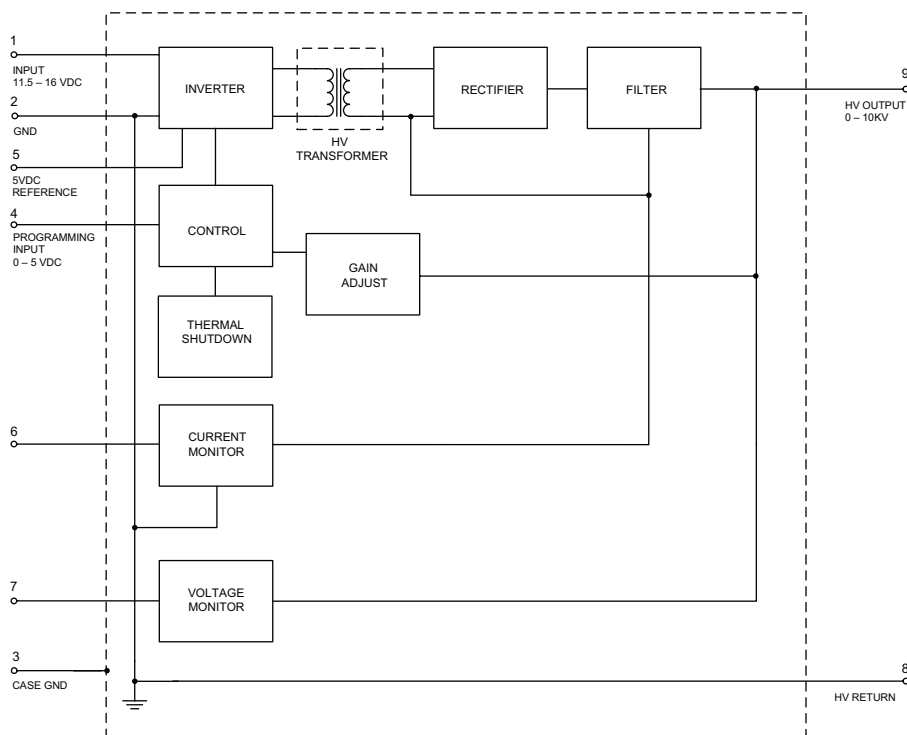 1
INPUT
11.5 – 16 VDC
2
GND
5
5VDC
REFERENCE
4
PROGRAMMING
INPUT
0 – 5 VDC
6
7
3
CASE GND
INVERTER
HV
TRANSFORMER
RECTIFIER
FILTER
CONTROL
GAIN
ADJUST
THERMAL
SHUTDOWN
CURRENT
MONITOR
VOLTAGE
MONITOR
9
HV OUTPUT
0 – 10KV
8
HV RETURN